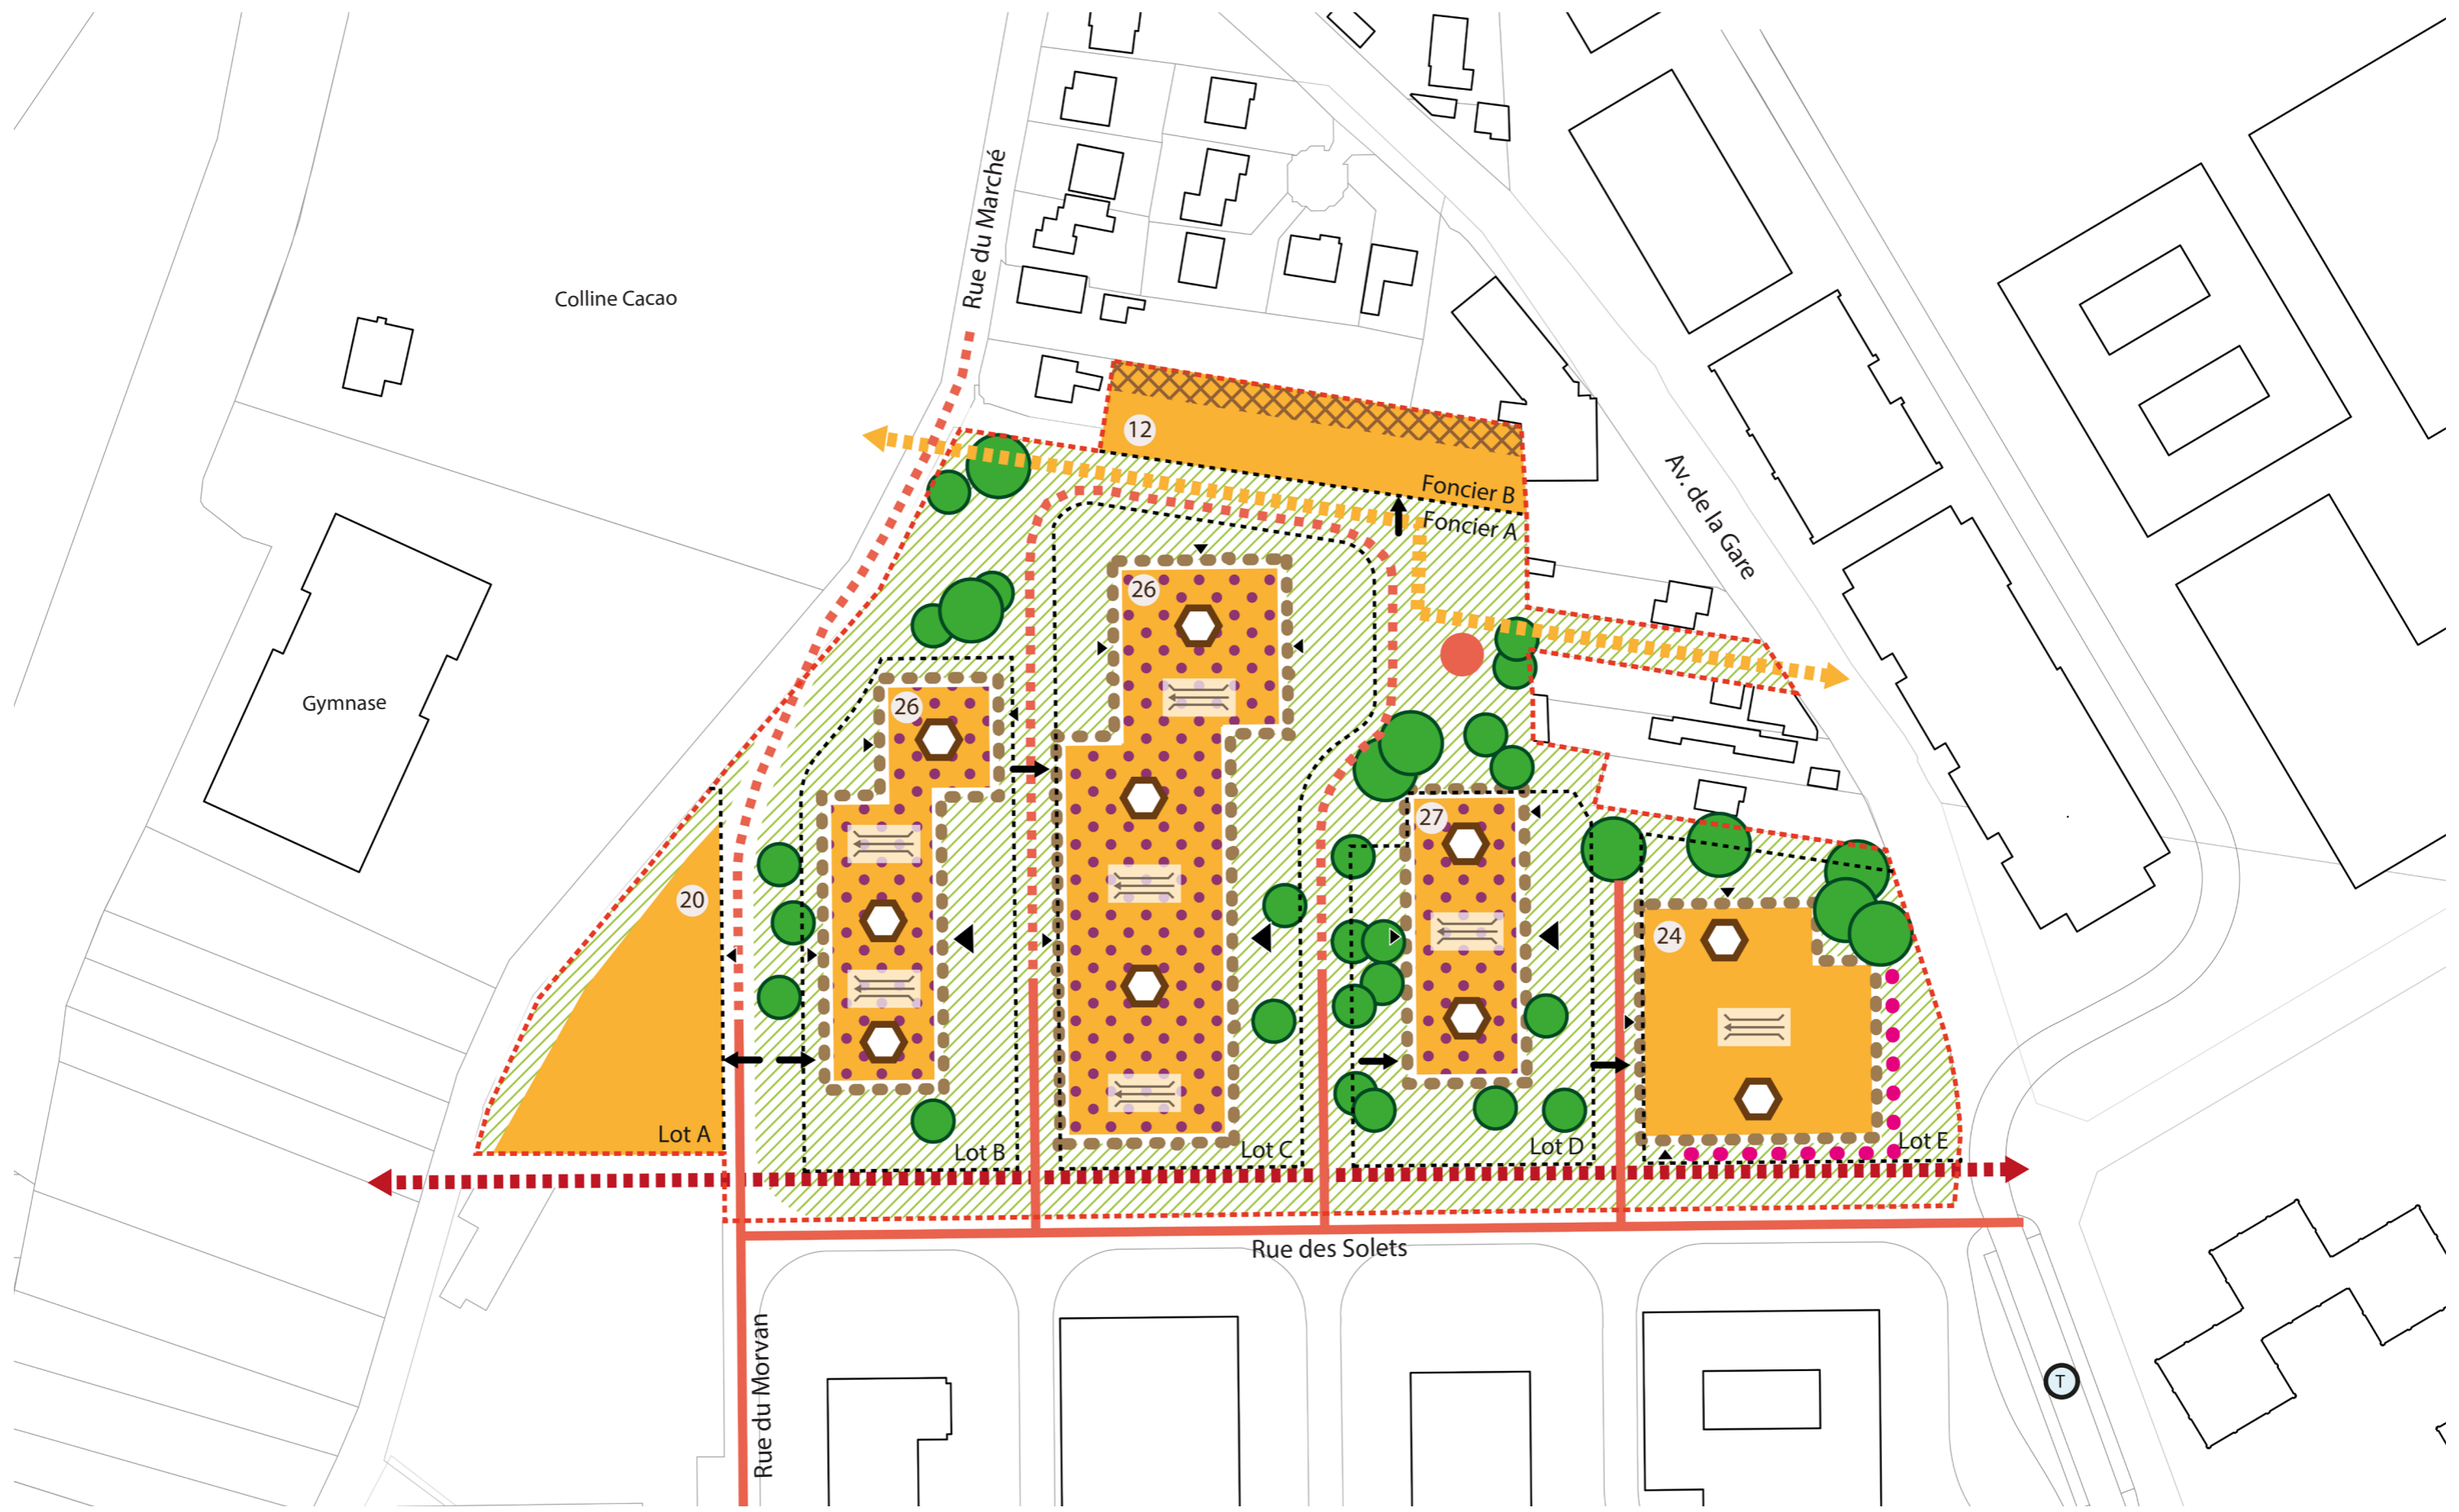 Rue du Marché
Colline Cacao
12
Foncier B
Foncier A
Av. de la Gare
26
26
Gymnase
27
20
24
Lot A
Lot B
Lot C
Lot D
Lot E
Rue des Solets
Rue du Morvan
T